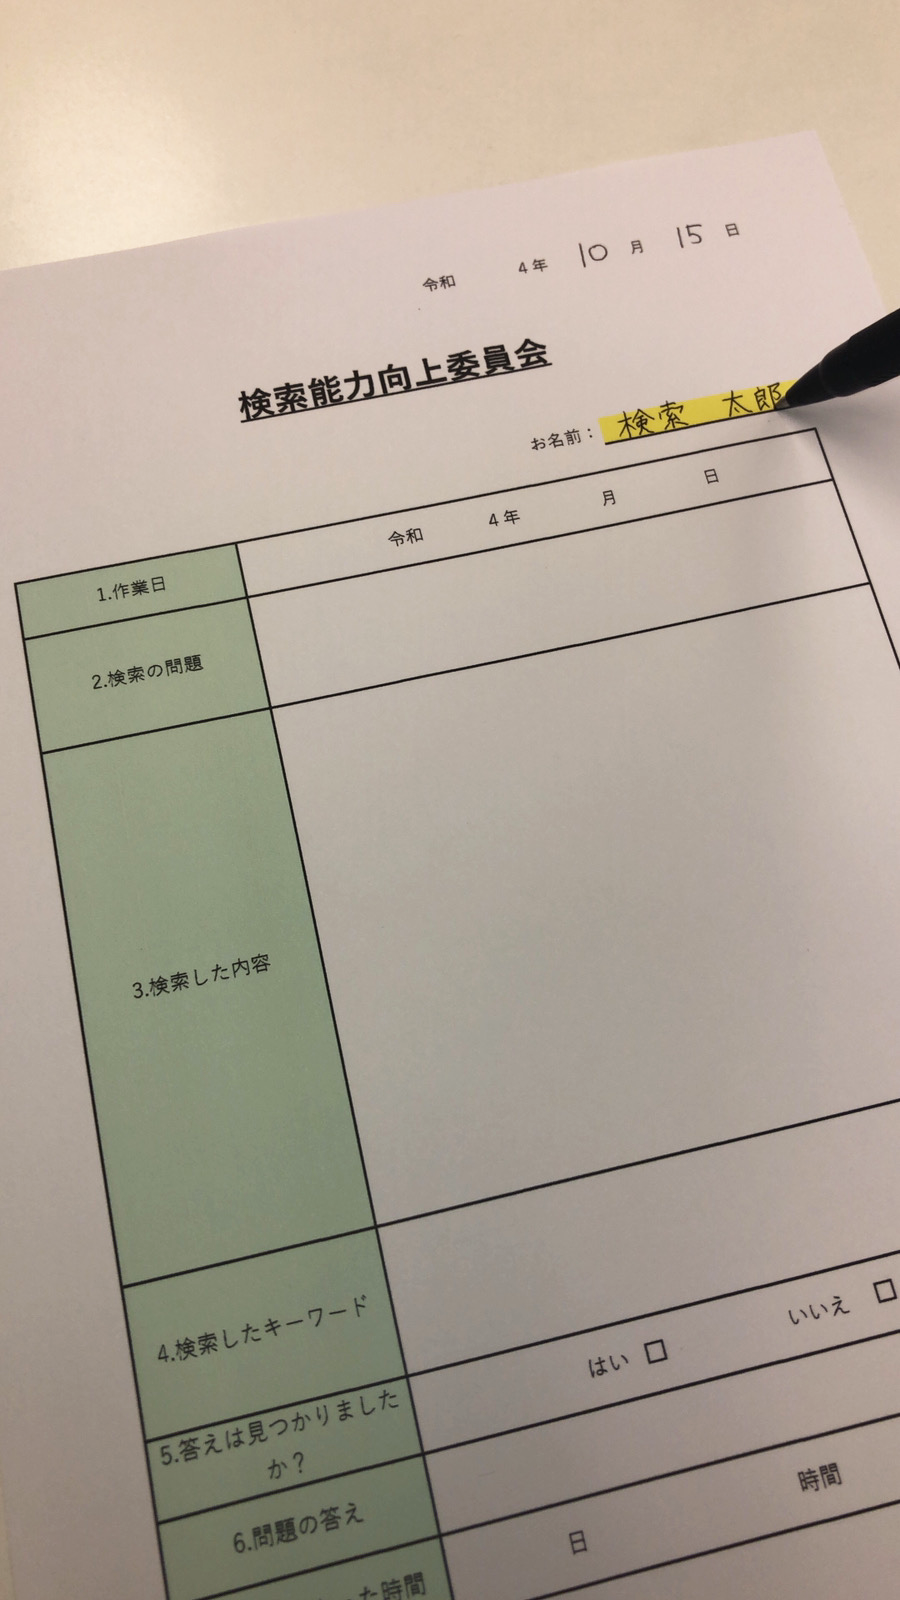 令和 4年 10月 15日
検索能力向上委員会
お名前： 検索 太郎
1.作業日 令和 4年 月 日
2.検索の問題
3.検索した内容
4.検索したキーワード
5.答えは見つかりました
か？
はい □ いいえ □
6.問題の答え
た時間 日 時間